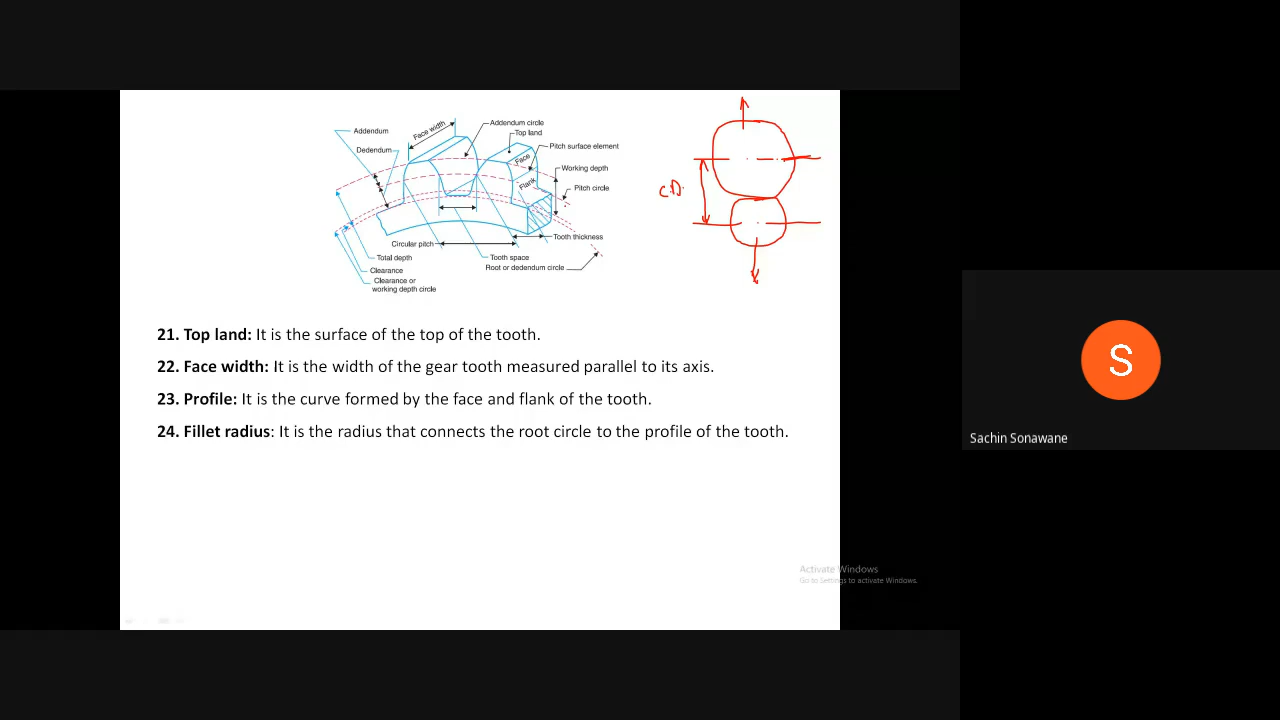 Addendum
Dedendum
Face width
Addendum circle
Top land
Face
Pitch surface element
Working depth
Flank
Pitch circle
Circular pitch
Tooth thickness
Total depth
Tooth space
Clearance
Root or dedendum circle
Clearance or
working depth circle
C.D.
21. Top land: It is the surface of the top of the tooth.
22. Face width: It is the width of the gear tooth measured parallel to its axis.
23. Profile: It is the curve formed by the face and flank of the tooth.
24. Fillet radius: It is the radius that connects the root circle to the profile of the tooth.
S
Sachin Sonawane
Activate Windows
Go to Settings to activate Windows.